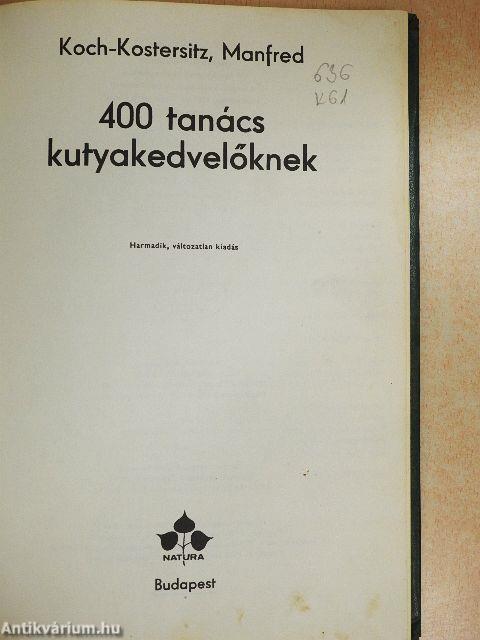 Koch-Kostersitz, Manfred
636
K61
400 tanács
kutyakedvelőknek
Harmadik, változatlan kiadás
NATURA
Budapest
Antikvárium.hu